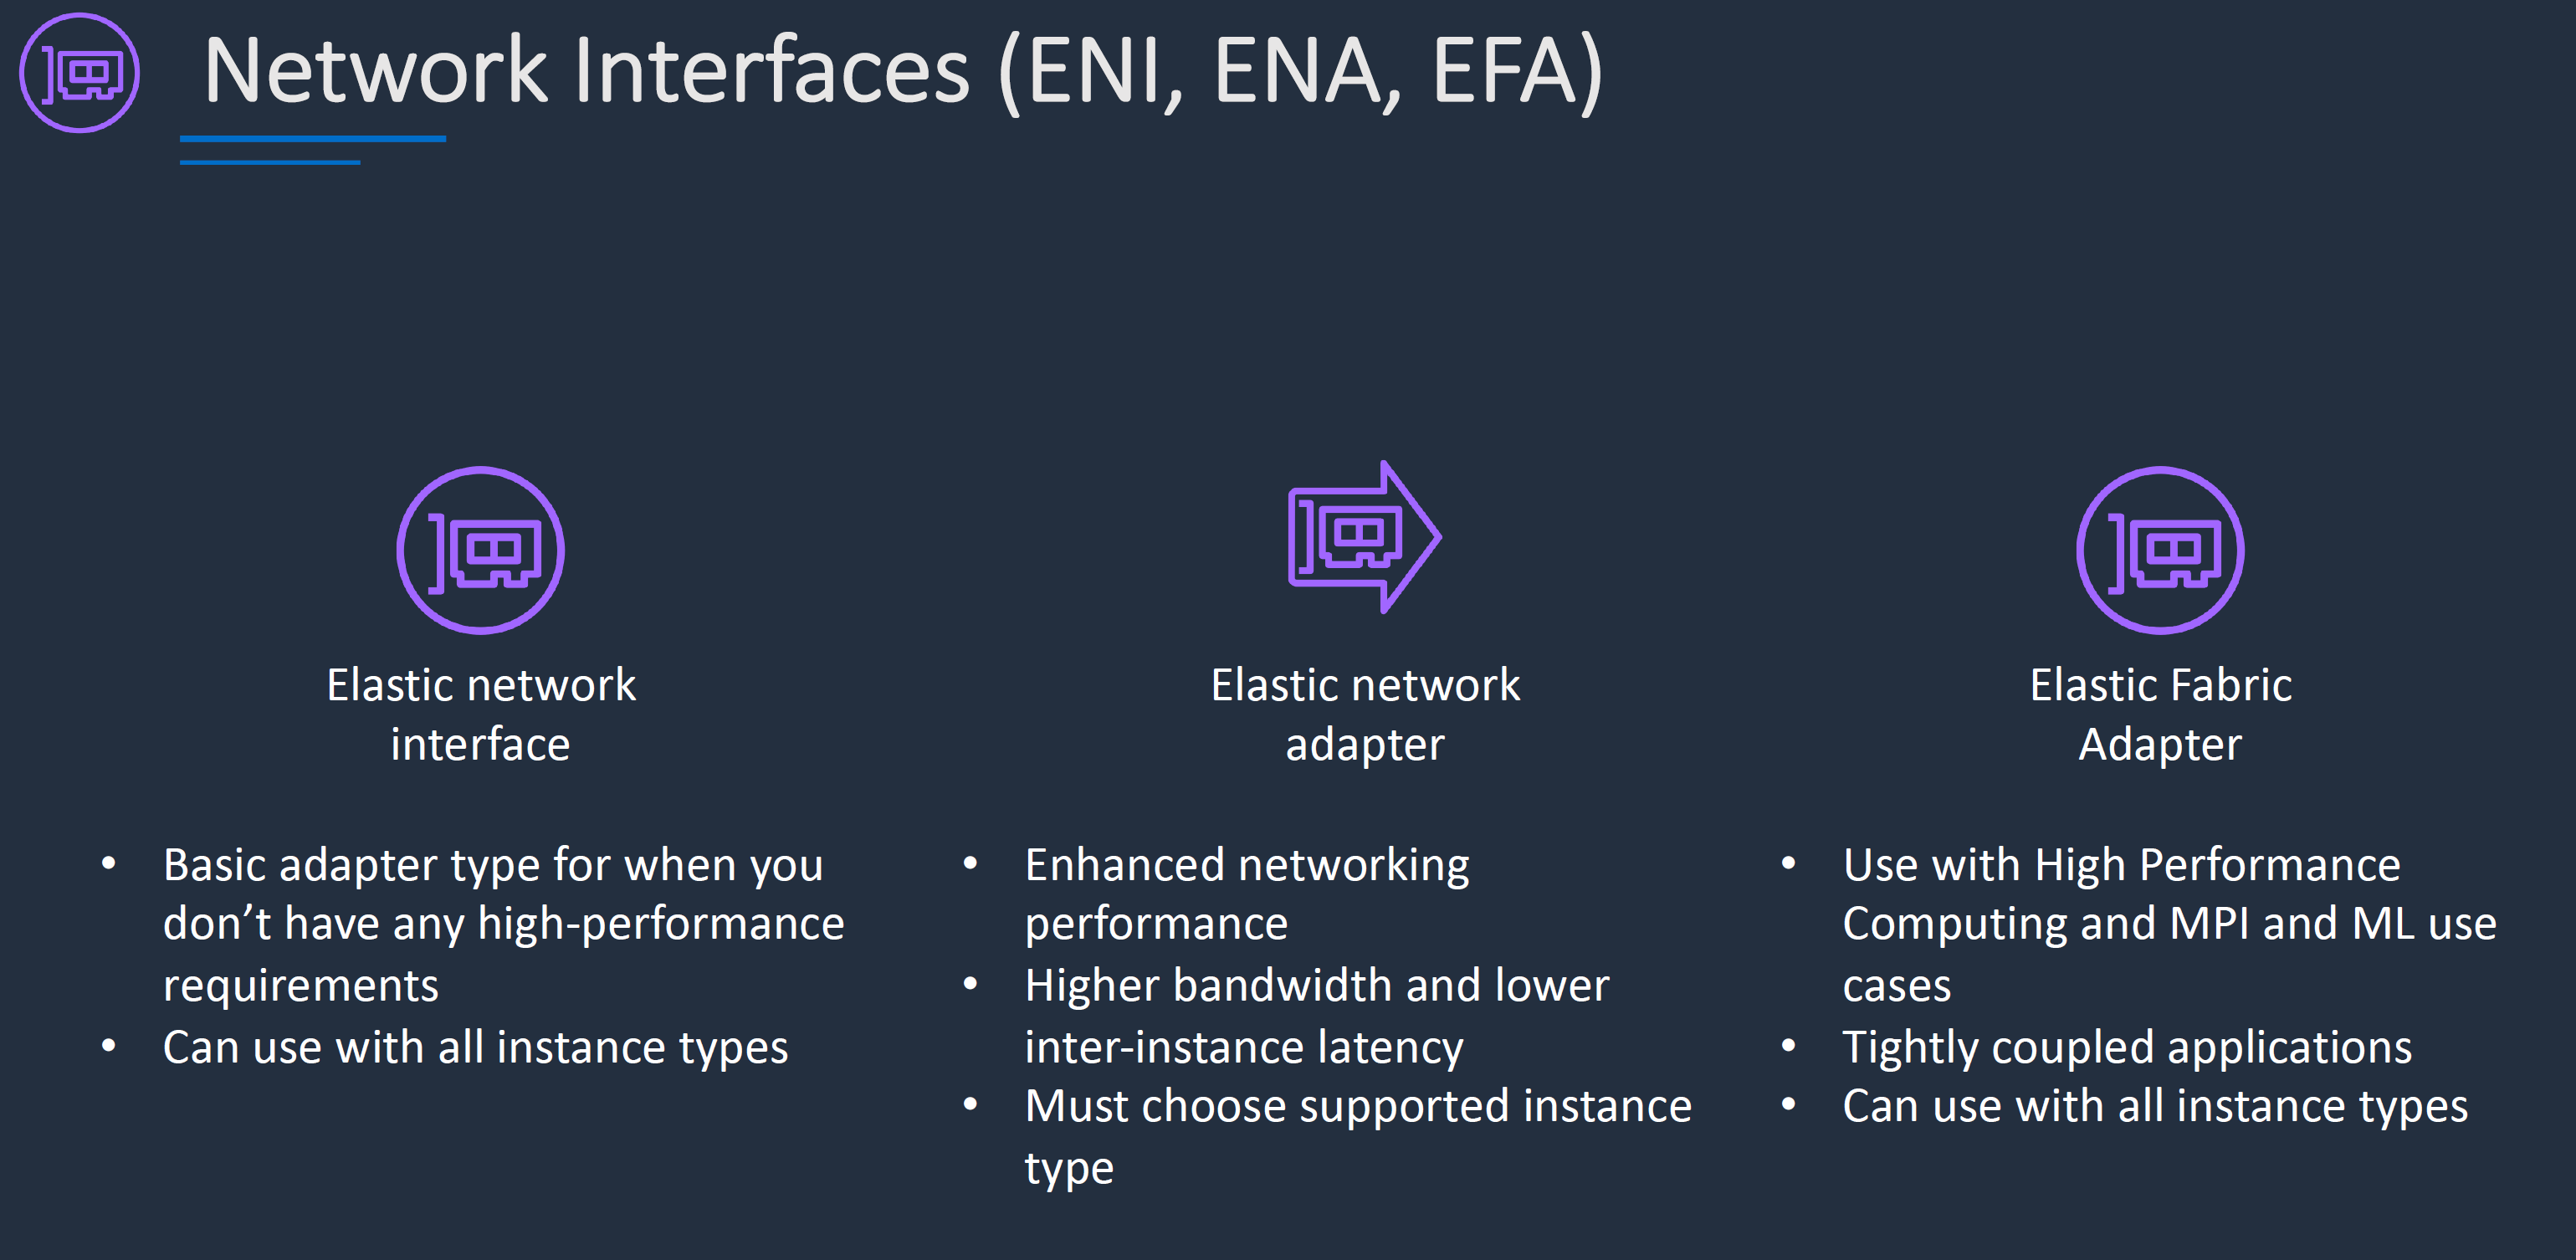 Network Interfaces (ENI, ENA, EFA)
Elastic network
interface
• Basic adapter type for when you
don’t have any high-performance
requirements
• Can use with all instance types
Elastic network
adapter
• Enhanced networking
performance
• Higher bandwidth and lower
inter-instance latency
• Must choose supported instance
type
Elastic Fabric
Adapter
• Use with High Performance
Computing and MPI and ML use
cases
• Tightly coupled applications
• Can use with all instance types